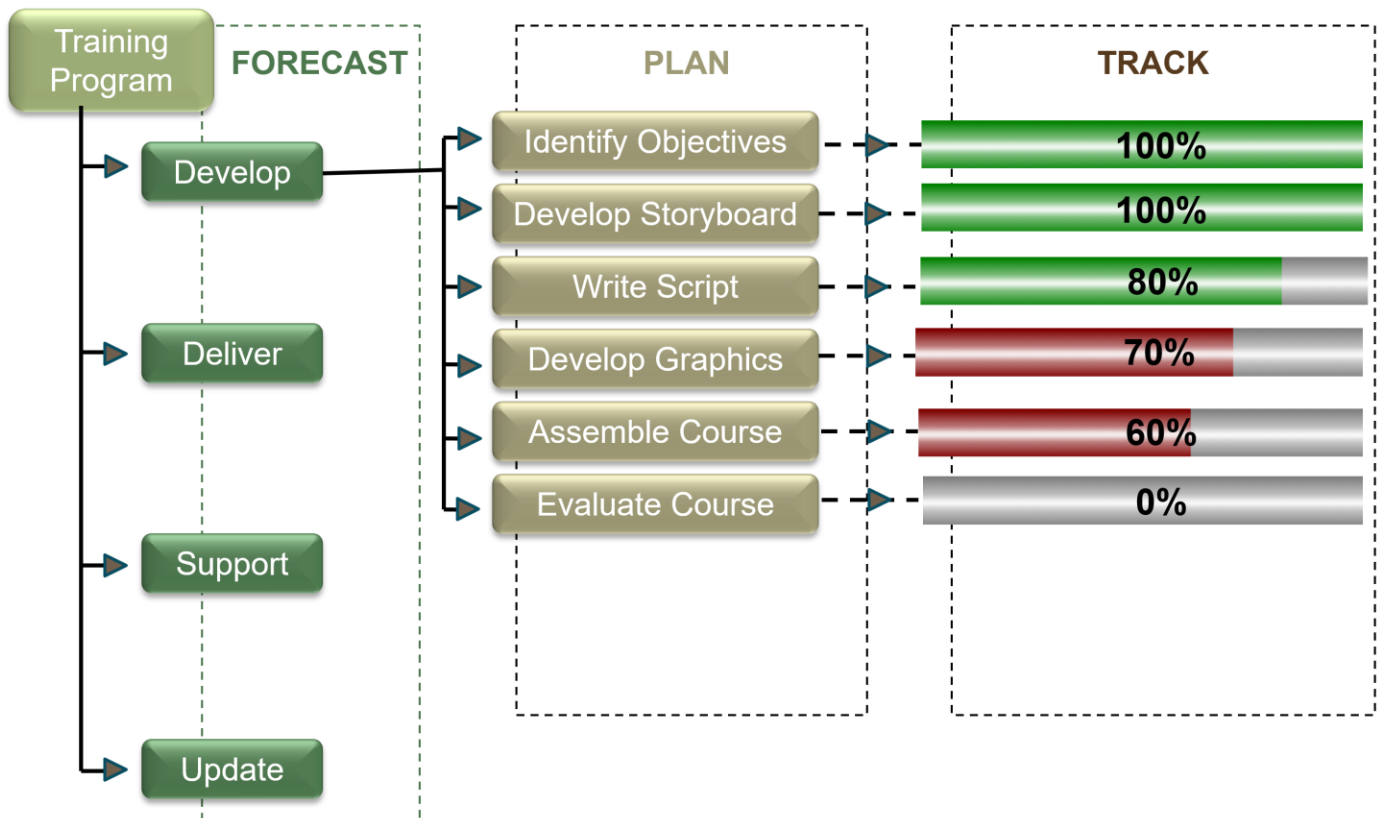 Training
Program
FORECAST
PLAN
TRACK
Develop
Identify Objectives
100%
Develop Storyboard
100%
Write Script
80%
Deliver
Develop Graphics
70%
Assemble Course
60%
Evaluate Course
0%
Support
Update